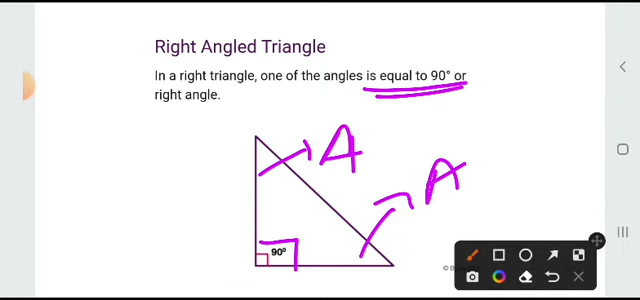 Right Angled Triangle
In a right triangle, one of the angles is equal to 90° or
right angle.
A
A
90°